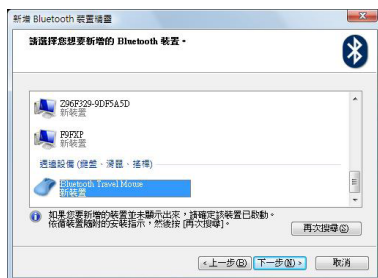 新增 Bluetooth 裝置精靈
請選擇您想要新增的 Bluetooth 裝置。
Z96F329-9DF5A5D
新裝置
F9FXP
新裝置
週邊設備 (鍵盤、滑鼠、搖桿)
Bluetooth Travel Mouse
新裝置
如果您要新增的裝置並未顯示出來，請確定該裝置已啟動。
依循裝置隨附的安裝指示，然後按 [再次搜尋]。
再次搜尋(S)
<上一步(B)
下一步(N)>
取消